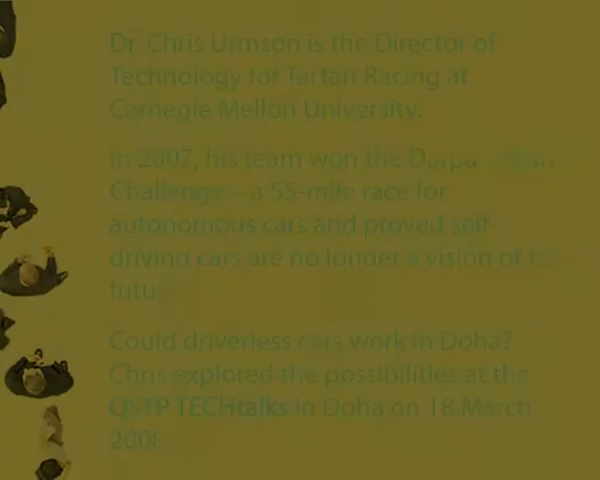 Dr. Chris Urmson is the Director of
Technology for Tartan Racing at
Carnegie Mellon University.
In 2007, his team won the Darpa Urban
Challenge – a 55-mile race for
autonomous cars and proved self-
driving cars are no longer a vision of
Could driverless cars work in Doha?
Chris explored the possibilities at the
QSTP TECHtalks in Doha on 18 March
2008